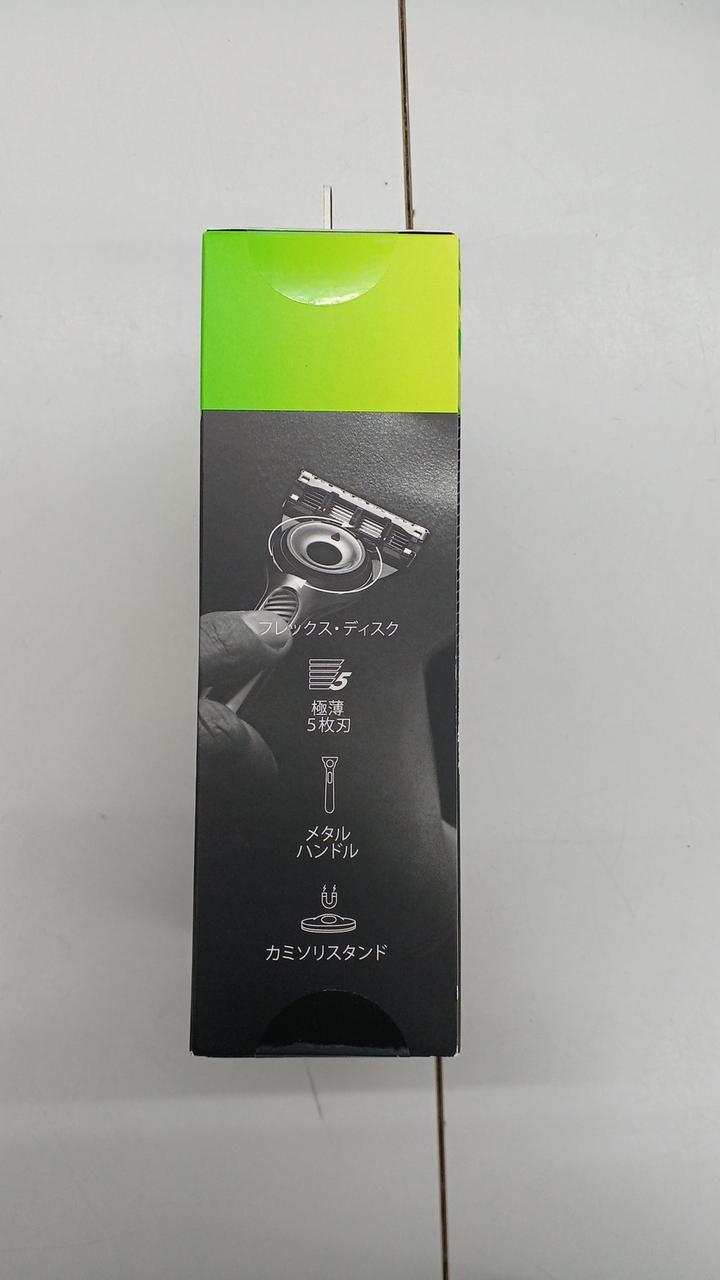 フレックス・ディスク
5
極薄
5枚刃
メタル
ハンドル
カミソリスタンド